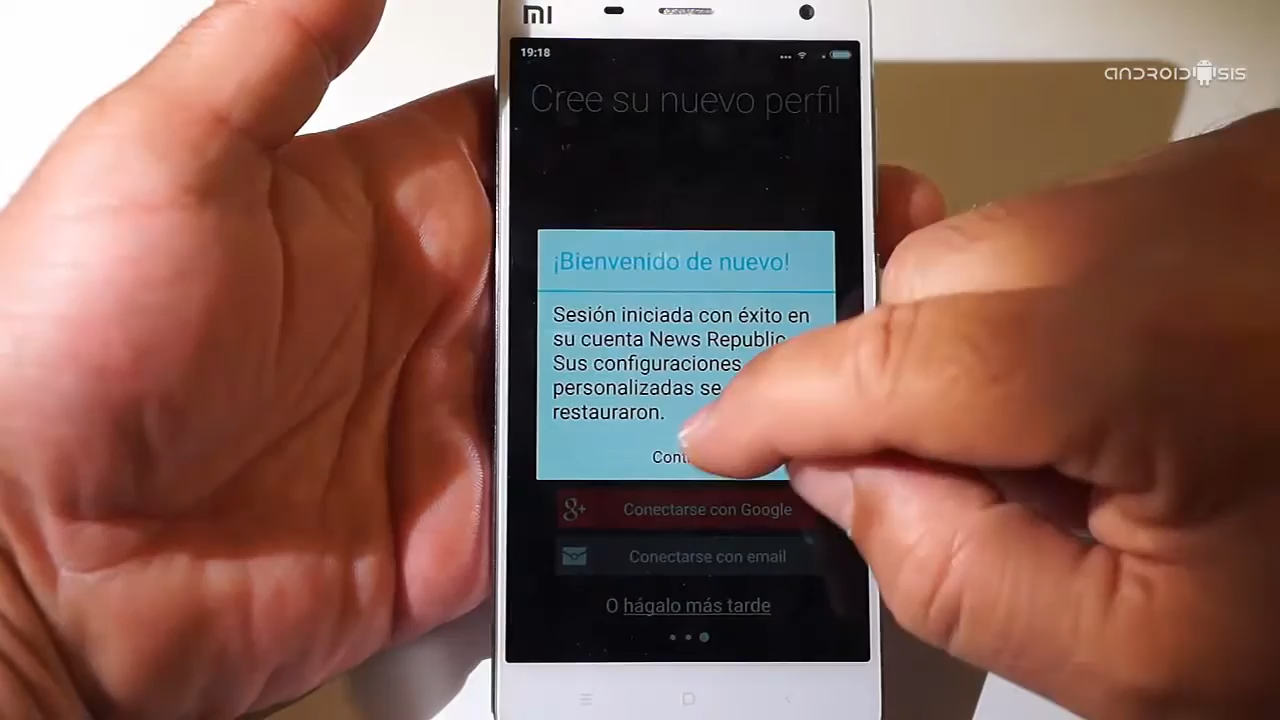 MI
19:18
ANDROIDSIS
Cree su nuevo perfil
¡Bienvenido de nuevo!
Sesión iniciada con éxito en
su cuenta News Republic
Sus configuraciones
personalizadas se
restauraron.
g+ Conectarse con Google
Conectarse con email
O hágalo más tarde